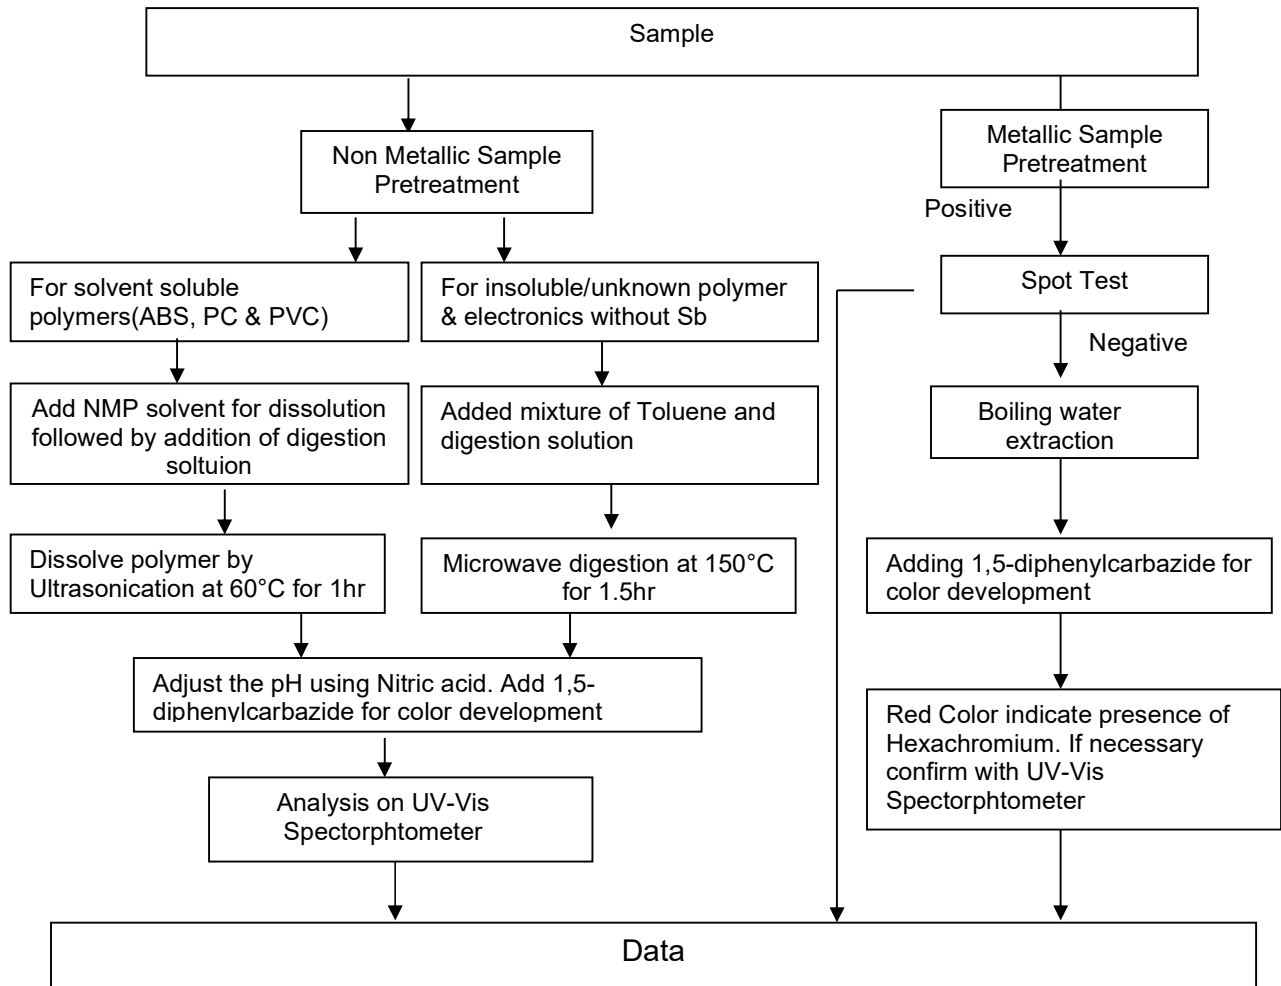 Sample
Non Metallic Sample
Pretreatment
Metallic Sample
Pretreatment
Positive
For solvent soluble
polymers(ABS, PC & PVC)
For insoluble/unknown polymer
& electronics without Sb
Spot Test
Negative
Add NMP solvent for dissolution
followed by addition of digestion
soltuion
Added mixture of Toluene and
digestion solution
Boiling water
extraction
Dissolve polymer by
Ultrasonication at 60°C for 1hr
Microwave digestion at 150°C
for 1.5hr
Adding 1,5-diphenylcarbazide for
color development
Adjust the pH using Nitric acid. Add 1,5-
diphenylcarbazide for color development
Red Color indicate presence of
Hexachromium. If necessary
confirm with UV-Vis
Spectorphtometer
Analysis on UV-Vis
Spectorphtometer
Data